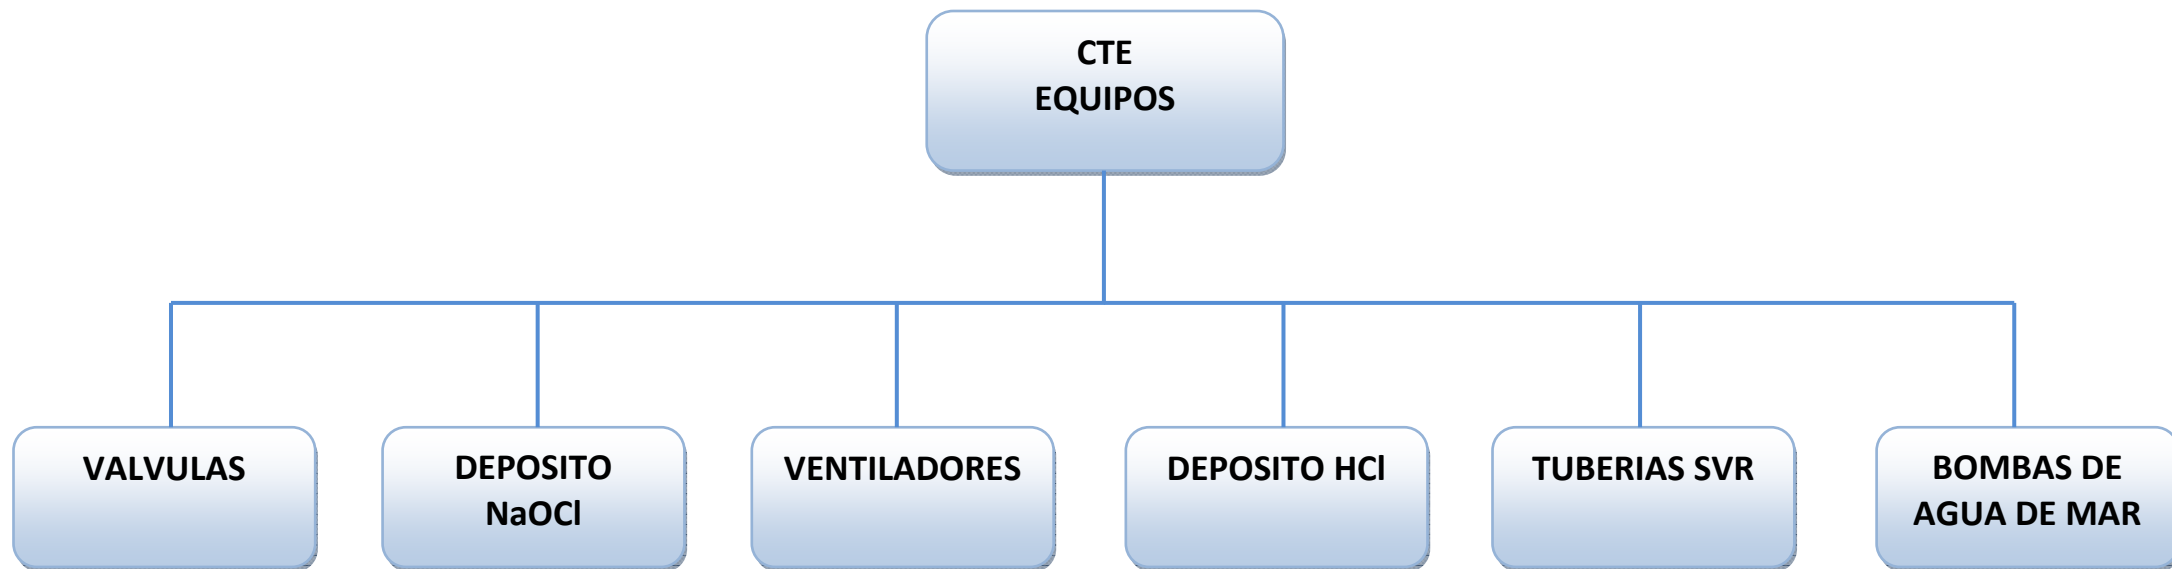 CTE
EQUIPOS
VALVULAS
DEPOSITO
NaOCl
VENTILADORES
DEPOSITO HCl
TUBERIAS SVR
BOMBAS DE
AGUA DE MAR